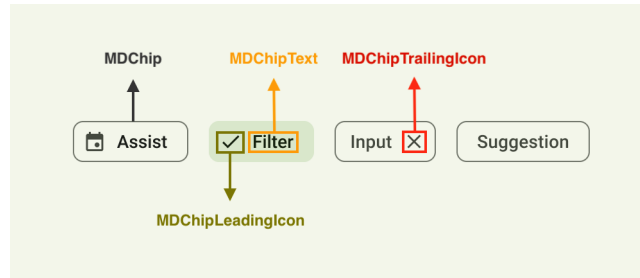 MDChip
MDChipText
MDChipTrailingIcon
Assist
Filter
Input
Suggestion
MDChipLeadingIcon